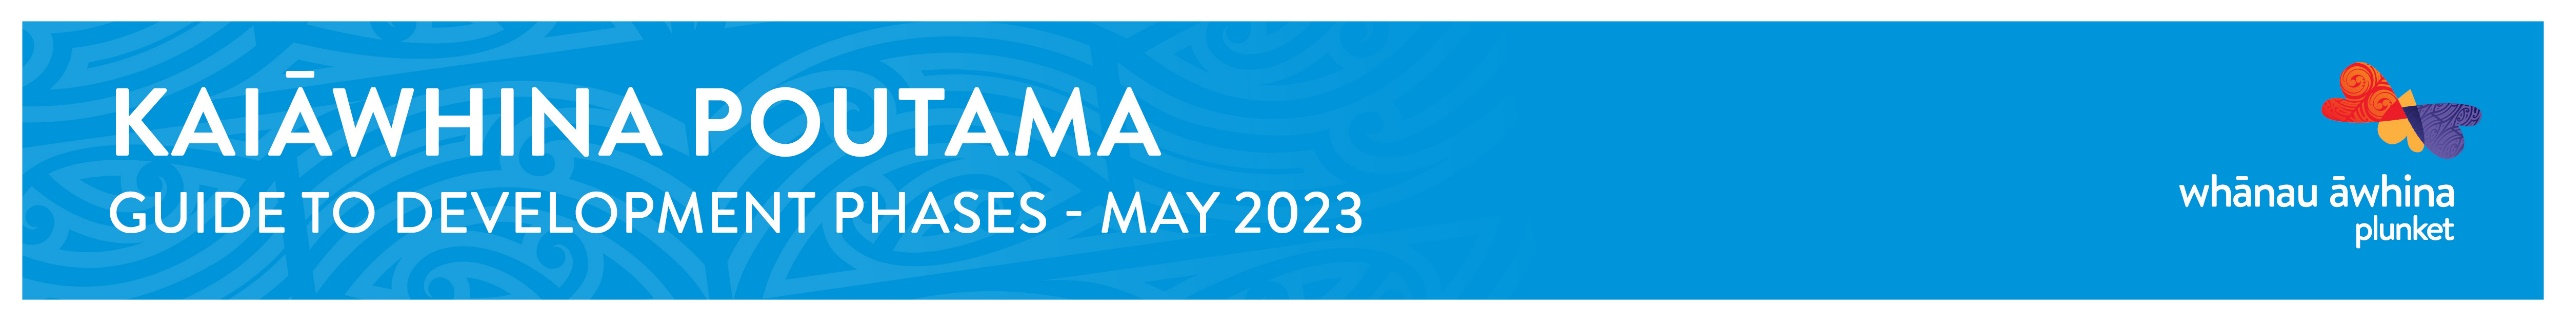 KAIĀWHINA POUTAMA
GUIDE TO DEVELOPMENT PHASES - MAY 2023
whānau āwhina
plunket